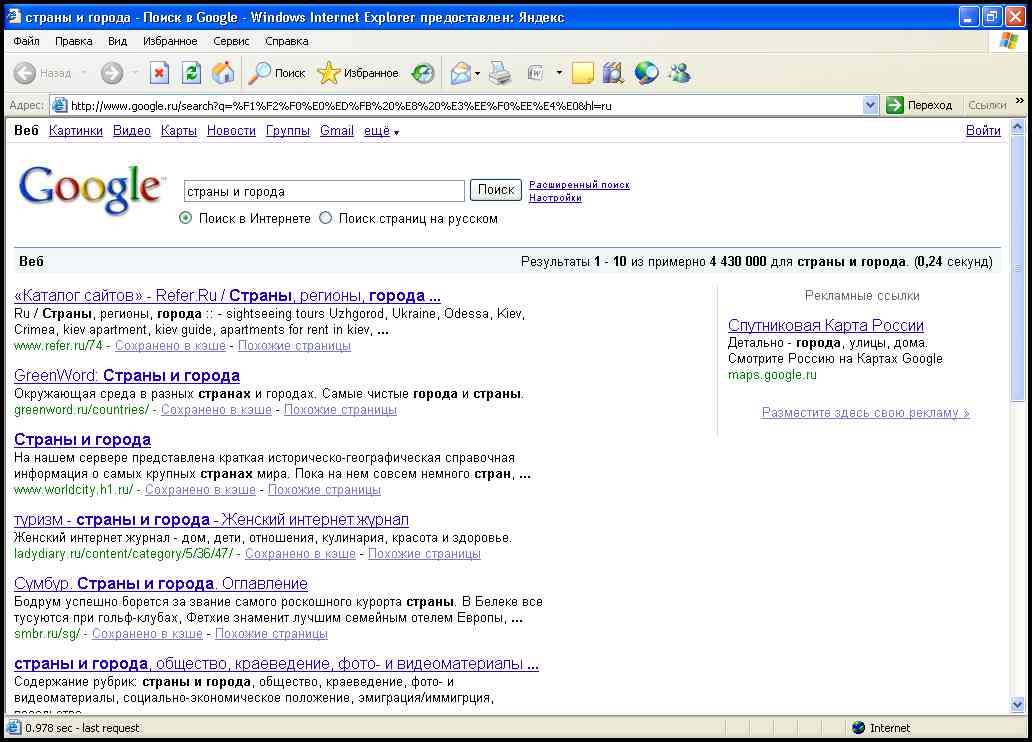 страны и города - Поиск в Google - Windows Internet Explorer предоставлен: Яндекс
Файл Правка Вид Избранное Сервис Справка
Назад Поиск Избранное
Адрес: http://www.google.ru/search?q=%F1%F2%F0%E0%ED%FB%20%E8%20%E3%EE%F0%EE%E4%E0&hl=ru Переход Ссылки »
Веб Картинки Видео Карты Новости Группы Gmail ещё Войти
Google™ страны и города Поиск Расширенный поиск
Настройки
Поиск в Интернете Поиск страниц на русском
Веб Результаты 1 - 10 из примерно 4 430 000 для страны и города. (0,24 секунд)
«Каталог сайтов» - Refer.Ru / Страны, регионы, города ...
Ru / Страны, регионы, города :: - sightseeing tours Uzhgorod, Ukraine, Odessa, Kiev,
Crimea, kiev apartment, kiev guide, apartments for rent in kiev, ...
www.refer.ru/74 - Сохранено в кэше - Похожие страницы
GreenWord: Страны и города
Окружающая среда в разных странах и городах. Самые чистые города и страны.
greenword.ru/countries/ - Сохранено в кэше - Похожие страницы
Страны и города
На нашем сервере представлена краткая историческо-географическая справочная
информация о самых крупных странах мира. Пока на нем совсем немного стран, ...
www.worldcity.h1.ru/ - Сохранено в кэше - Похожие страницы
туризм - страны и города - Женский интернет.журнал
Женский интернет журнал - дом, дети, отношения, кулинария, красота и здоровье.
ladydiary.ru/content/category/5/36/47/ - Сохранено в кэше - Похожие страницы
Сумбур. Страны и города. Оглавление
Бодрум успешно борется за звание самого роскошного курорта страны. В Белеке все
тусуются при гольф-клубах, Фетхие знаменит лучшим семейным отелем Европы, ...
smbr.ru/sg/ - Сохранено в кэше - Похожие страницы
страны и города, общество, краеведение, фото- и видеоматериалы ...
Содержание рубрик: страны и города, общество, краеведение, фото- и
видеоматериалы, социально-экономическое положение, эмиграция/иммигрция,
Рекламные ссылки
Спутниковая Карта России
Детально - города, улицы, дома.
Смотрите Россию на Картах Google
maps.google.ru
Разместите здесь свою рекламу »
0.978 sec - last request Internet